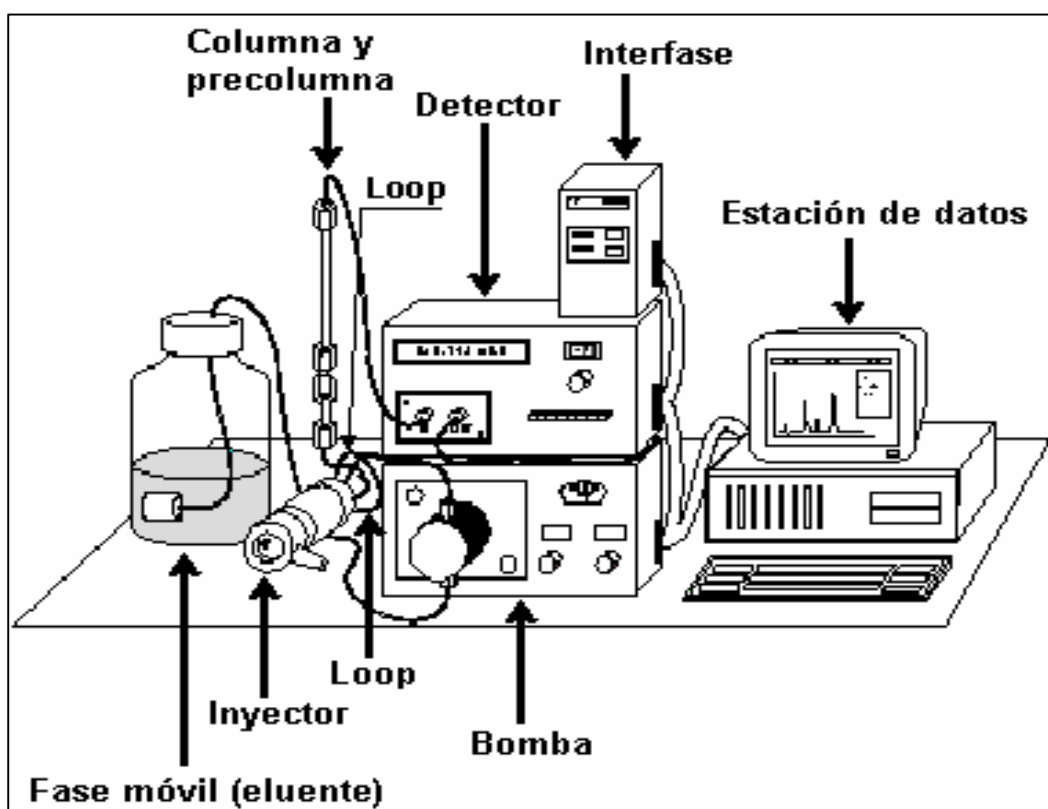 Columna y
precolumna
Interfase
Detector
Loop
Estación de datos
Loop
Inyector
Bomba
Fase móvil (eluente)